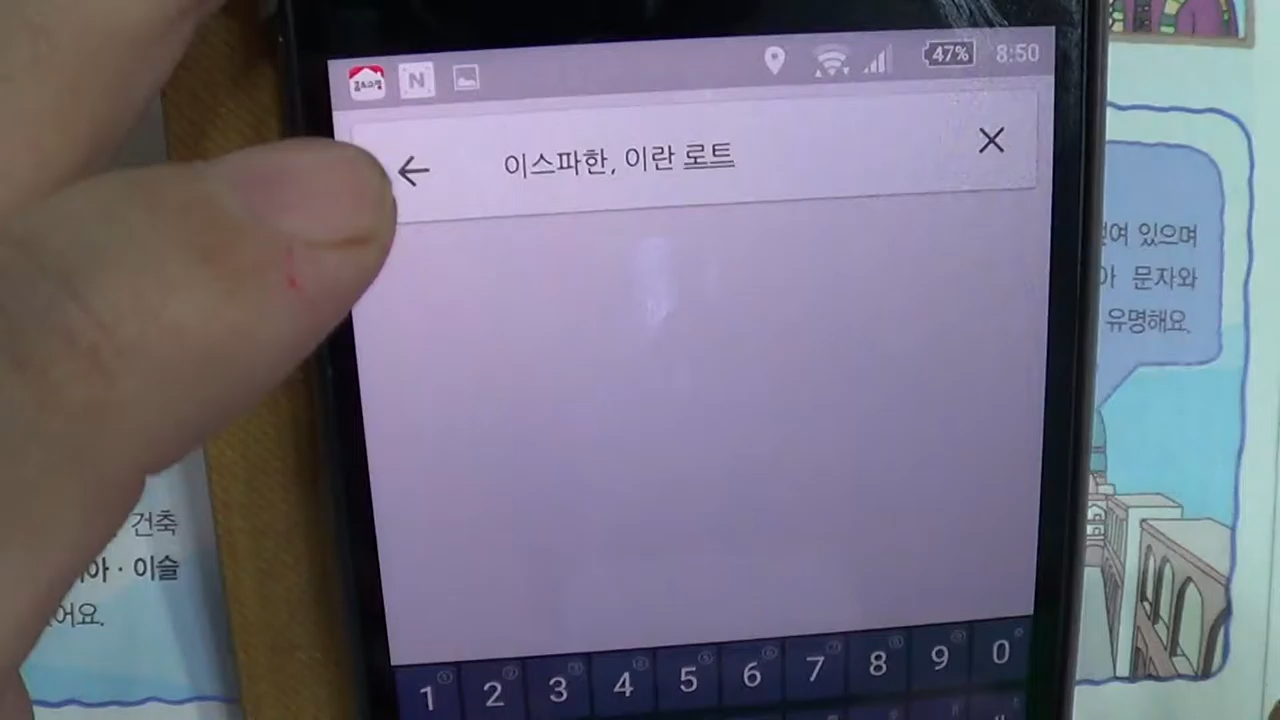 N 47% 8:50
이스파한, 이란 로트
여 있으며
문자와
유명해요.
건축
아·이슬
어요.
1 2 3 4 5 6 7 8 9 0